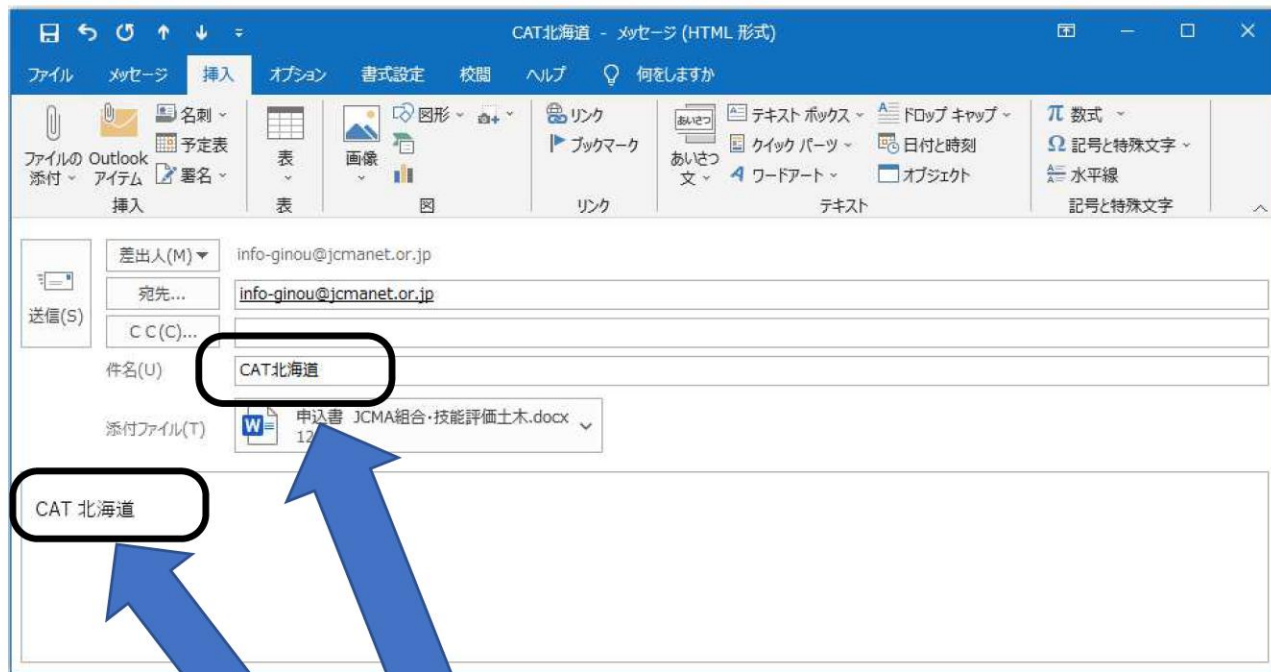 CAT北海道 - メッセージ (HTML 形式)
ファイル メッセージ 挿入 オプション 書式設定 校閲 ヘルプ 何をしますか
ファイルの添付
Outlook アイテム
名刺
予定表
署名
挿入
表
表
画像
図形
図
リンク
ブックマーク
リンク
あいさつ
あいさつ文
テキスト ボックス
クイック パーツ
ワードアート
ドロップ キャップ
日付と時刻
オブジェクト
テキスト
π 数式
Ω 記号と特殊文字
水平線
記号と特殊文字
送信(S)
差出人(M) info-ginou@jcmanet.or.jp
宛先... info-ginou@jcmanet.or.jp
C C(C)...
件名(U) CAT北海道
添付ファイル(T) 申込書 JCMA組合・技能評価土木.docx
12
CAT 北海道